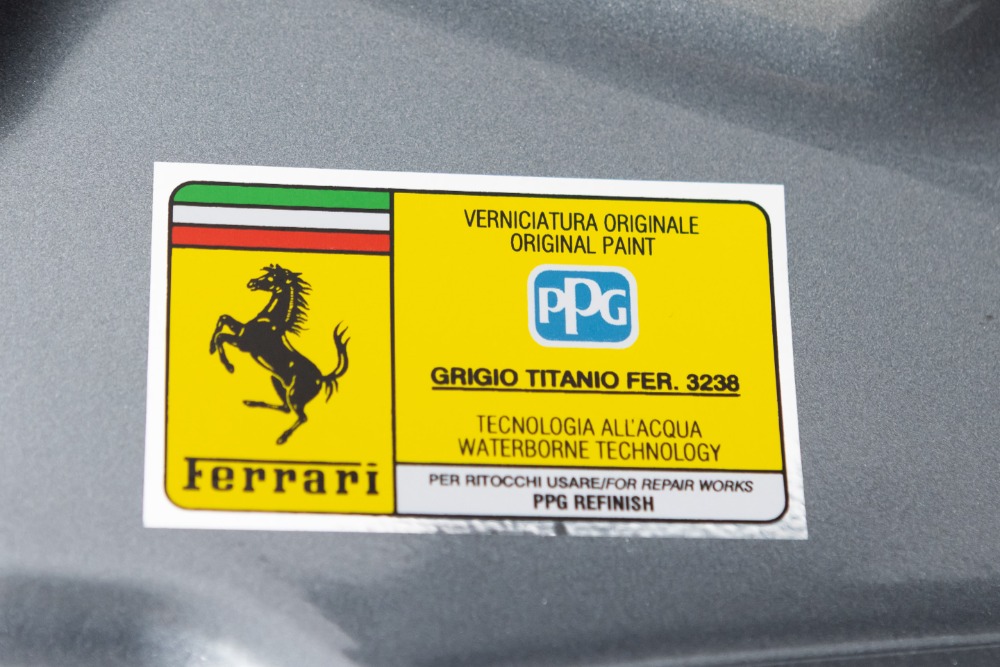 Ferrari
VERNICIATURA ORIGINALE
ORIGINAL PAINT
PPG
GRIGIO TITANIO FER. 3238
TECNOLOGIA ALL'ACQUA
WATERBORNE TECHNOLOGY
PER RITOCCHI USARE/FOR REPAIR WORKS
PPG REFINISH